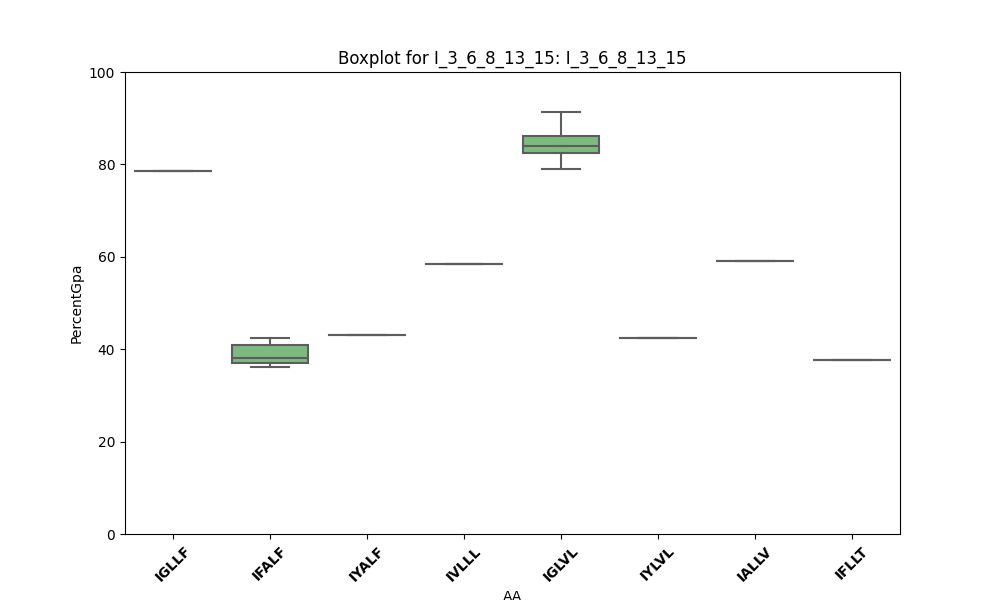 Boxplot for I_3_6_8_13_15: I_3_6_8_13_15
100
80
60
40
20
0
PercentGpa
IGLLF
IFALF
IYALF
IVLLL
IGLVL
IYLVL
IALLV
IFLLT
AA